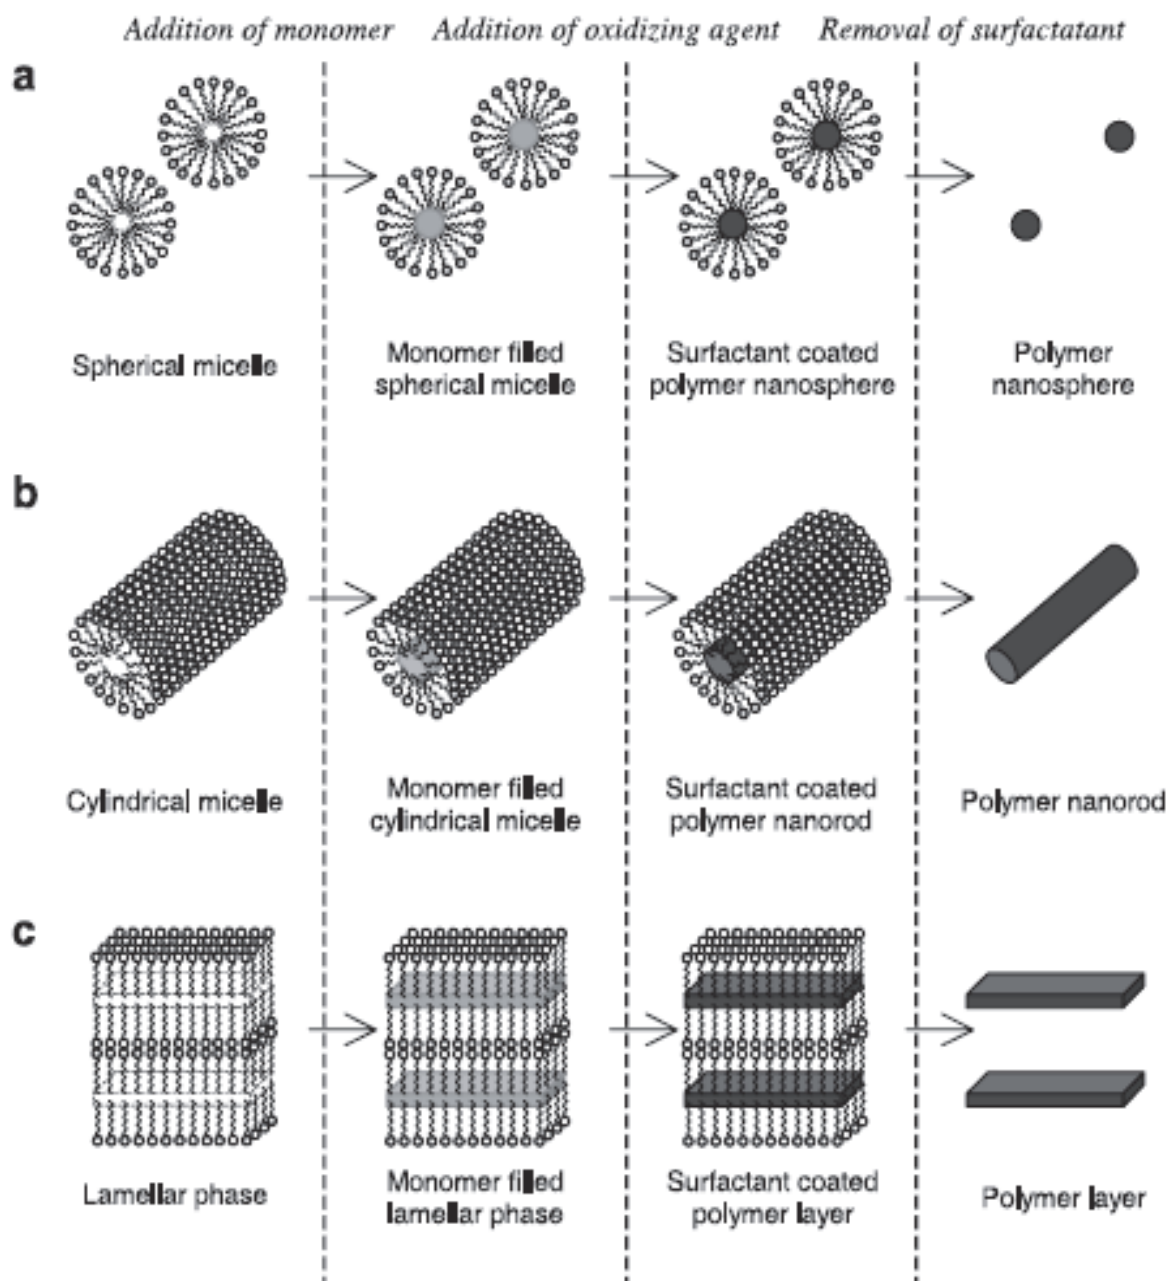 Addition of monomer
Addition of oxidizing agent
Removal of surfactatant
a
Spherical micelle
Monomer filled
spherical micelle
Surfactant coated
polymer nanosphere
Polymer
nanosphere
b
Cylindrical micelle
Monomer filled
cylindrical micelle
Surfactant coated
polymer nanorod
Polymer nanorod
c
Lamellar phase
Monomer filled
lamellar phase
Surfactant coated
polymer layer
Polymer layer